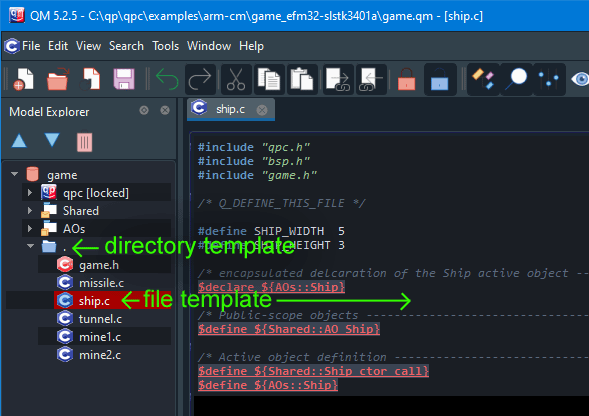 QM 5.2.5 - C:\qp\qpc\examples\arm-cm\game_efm32-slstk3401a\game.qm - [ship.c]
File Edit View Search Tools Window Help
Model Explorer
ship.c
game
qpc [locked]
Shared
AOs
.
directory template
game.h
missile.c
ship.c
file template
tunnel.c
mine1.c
mine2.c
#include "qpc.h"
#include "bsp.h"
#include "game.h"
/* Q_DEFINE_THIS_FILE */
#define SHIP_WIDTH  5
HEIGHT 3
/* encapsulated delcaration of the Ship active object --
$declare ${AOs::Ship}
/* Public-scope objects ----------------------------
$define ${Shared::AO_Ship}
/* Active object definition ------------------------
$define ${Shared::Ship_ctor_call}
$define ${AOs::Ship}